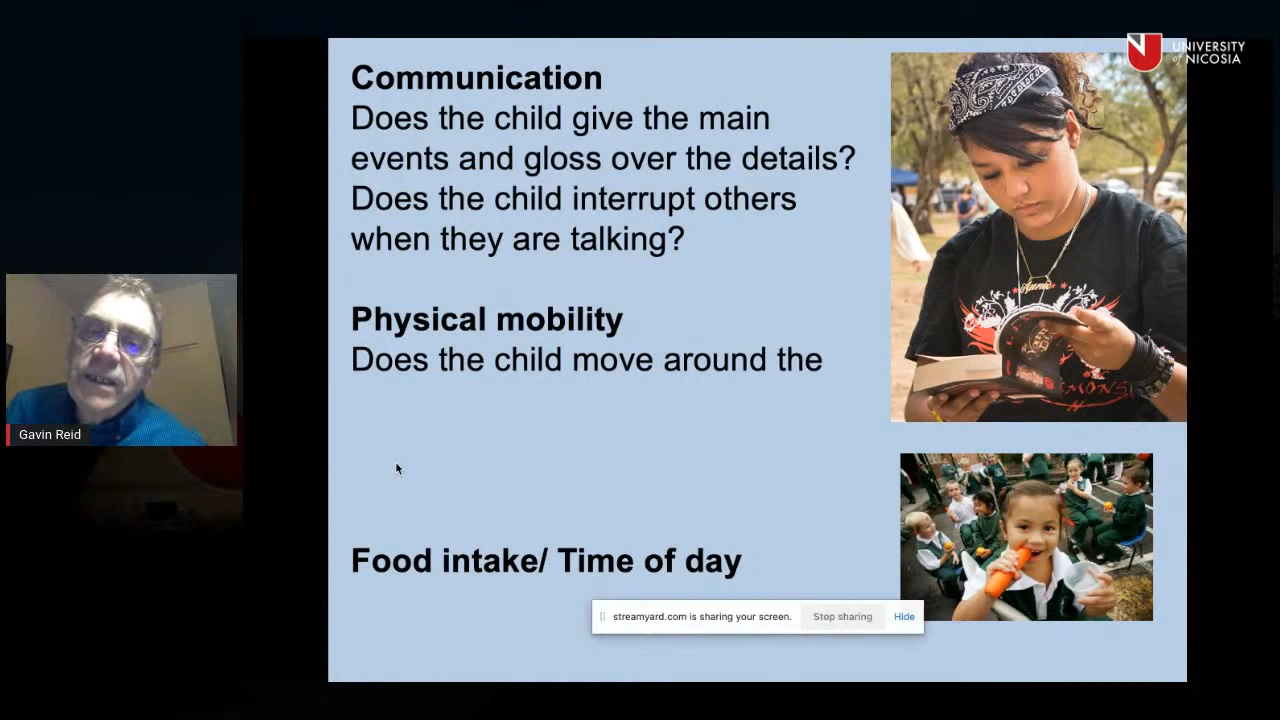 UNIVERSITY
of NICOSIA
Communication
Does the child give the main
events and gloss over the details?
Does the child interrupt others
when they are talking?
Physical mobility
Does the child move around the
Food intake/ Time of day
streamyard.com is sharing your screen.
Stop sharing
Hide
Gavin Reid
Annie